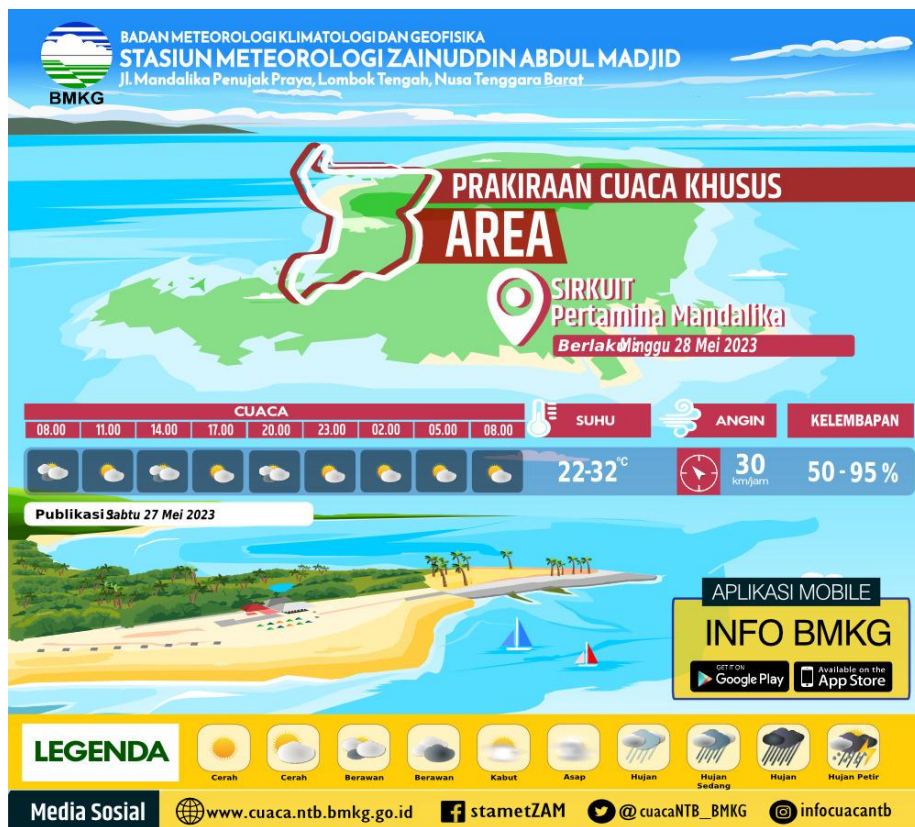 BADAN METEOROLOGI KLIMATOLOGI DAN GEOFISIKA
STASIUN METEOROLOGI ZAINUDDIN ABDUL MADJID
Jl. Mandalika Penujak Praya, Lombok Tengah, Nusa Tenggara Barat
BMKG
PRAKIRAAN CUACA KHUSUS
AREA
SIRKUIT
Pertamina Mandalika
Berlaku: Minggu 28 Mei 2023
CUACA
08.00 11.00 14.00 17.00 20.00 23.00 02.00 05.00 08.00
SUHU
ANGIN
KELEMBAPAN
22-32°C
30
km/jam
50 - 95 %
Publikasi: Sabtu 27 Mei 2023
APLIKASI MOBILE
INFO BMKG
GET IT ON
Google Play
Available on the
App Store
LEGENDA
Cerah
Cerah
Berawan
Berawan
Kabut
Asap
Hujan
Hujan
Sedang
Hujan
Hujan Petir
Media Sosial
www.cuaca.ntb.bmkg.go.id
stametZAM
@cuacaNTB_BMKG
infocuacantb